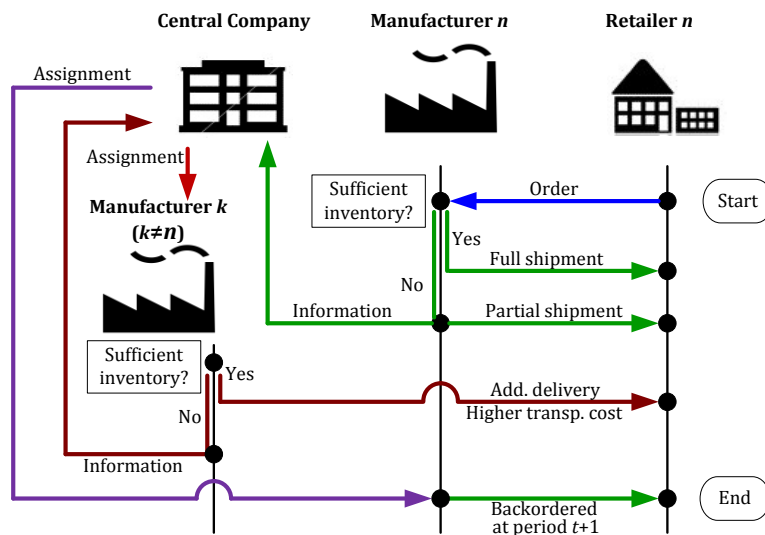 Central Company
Manufacturer n
Retailer n
Assignment
Assignment
Manufacturer k
(k≠n)
Sufficient
inventory?
Order
Start
Yes
Full shipment
No
Information
Partial shipment
Sufficient
inventory?
Yes
Add. delivery
Higher transp. cost
No
Information
Backordered
at period t+1
End